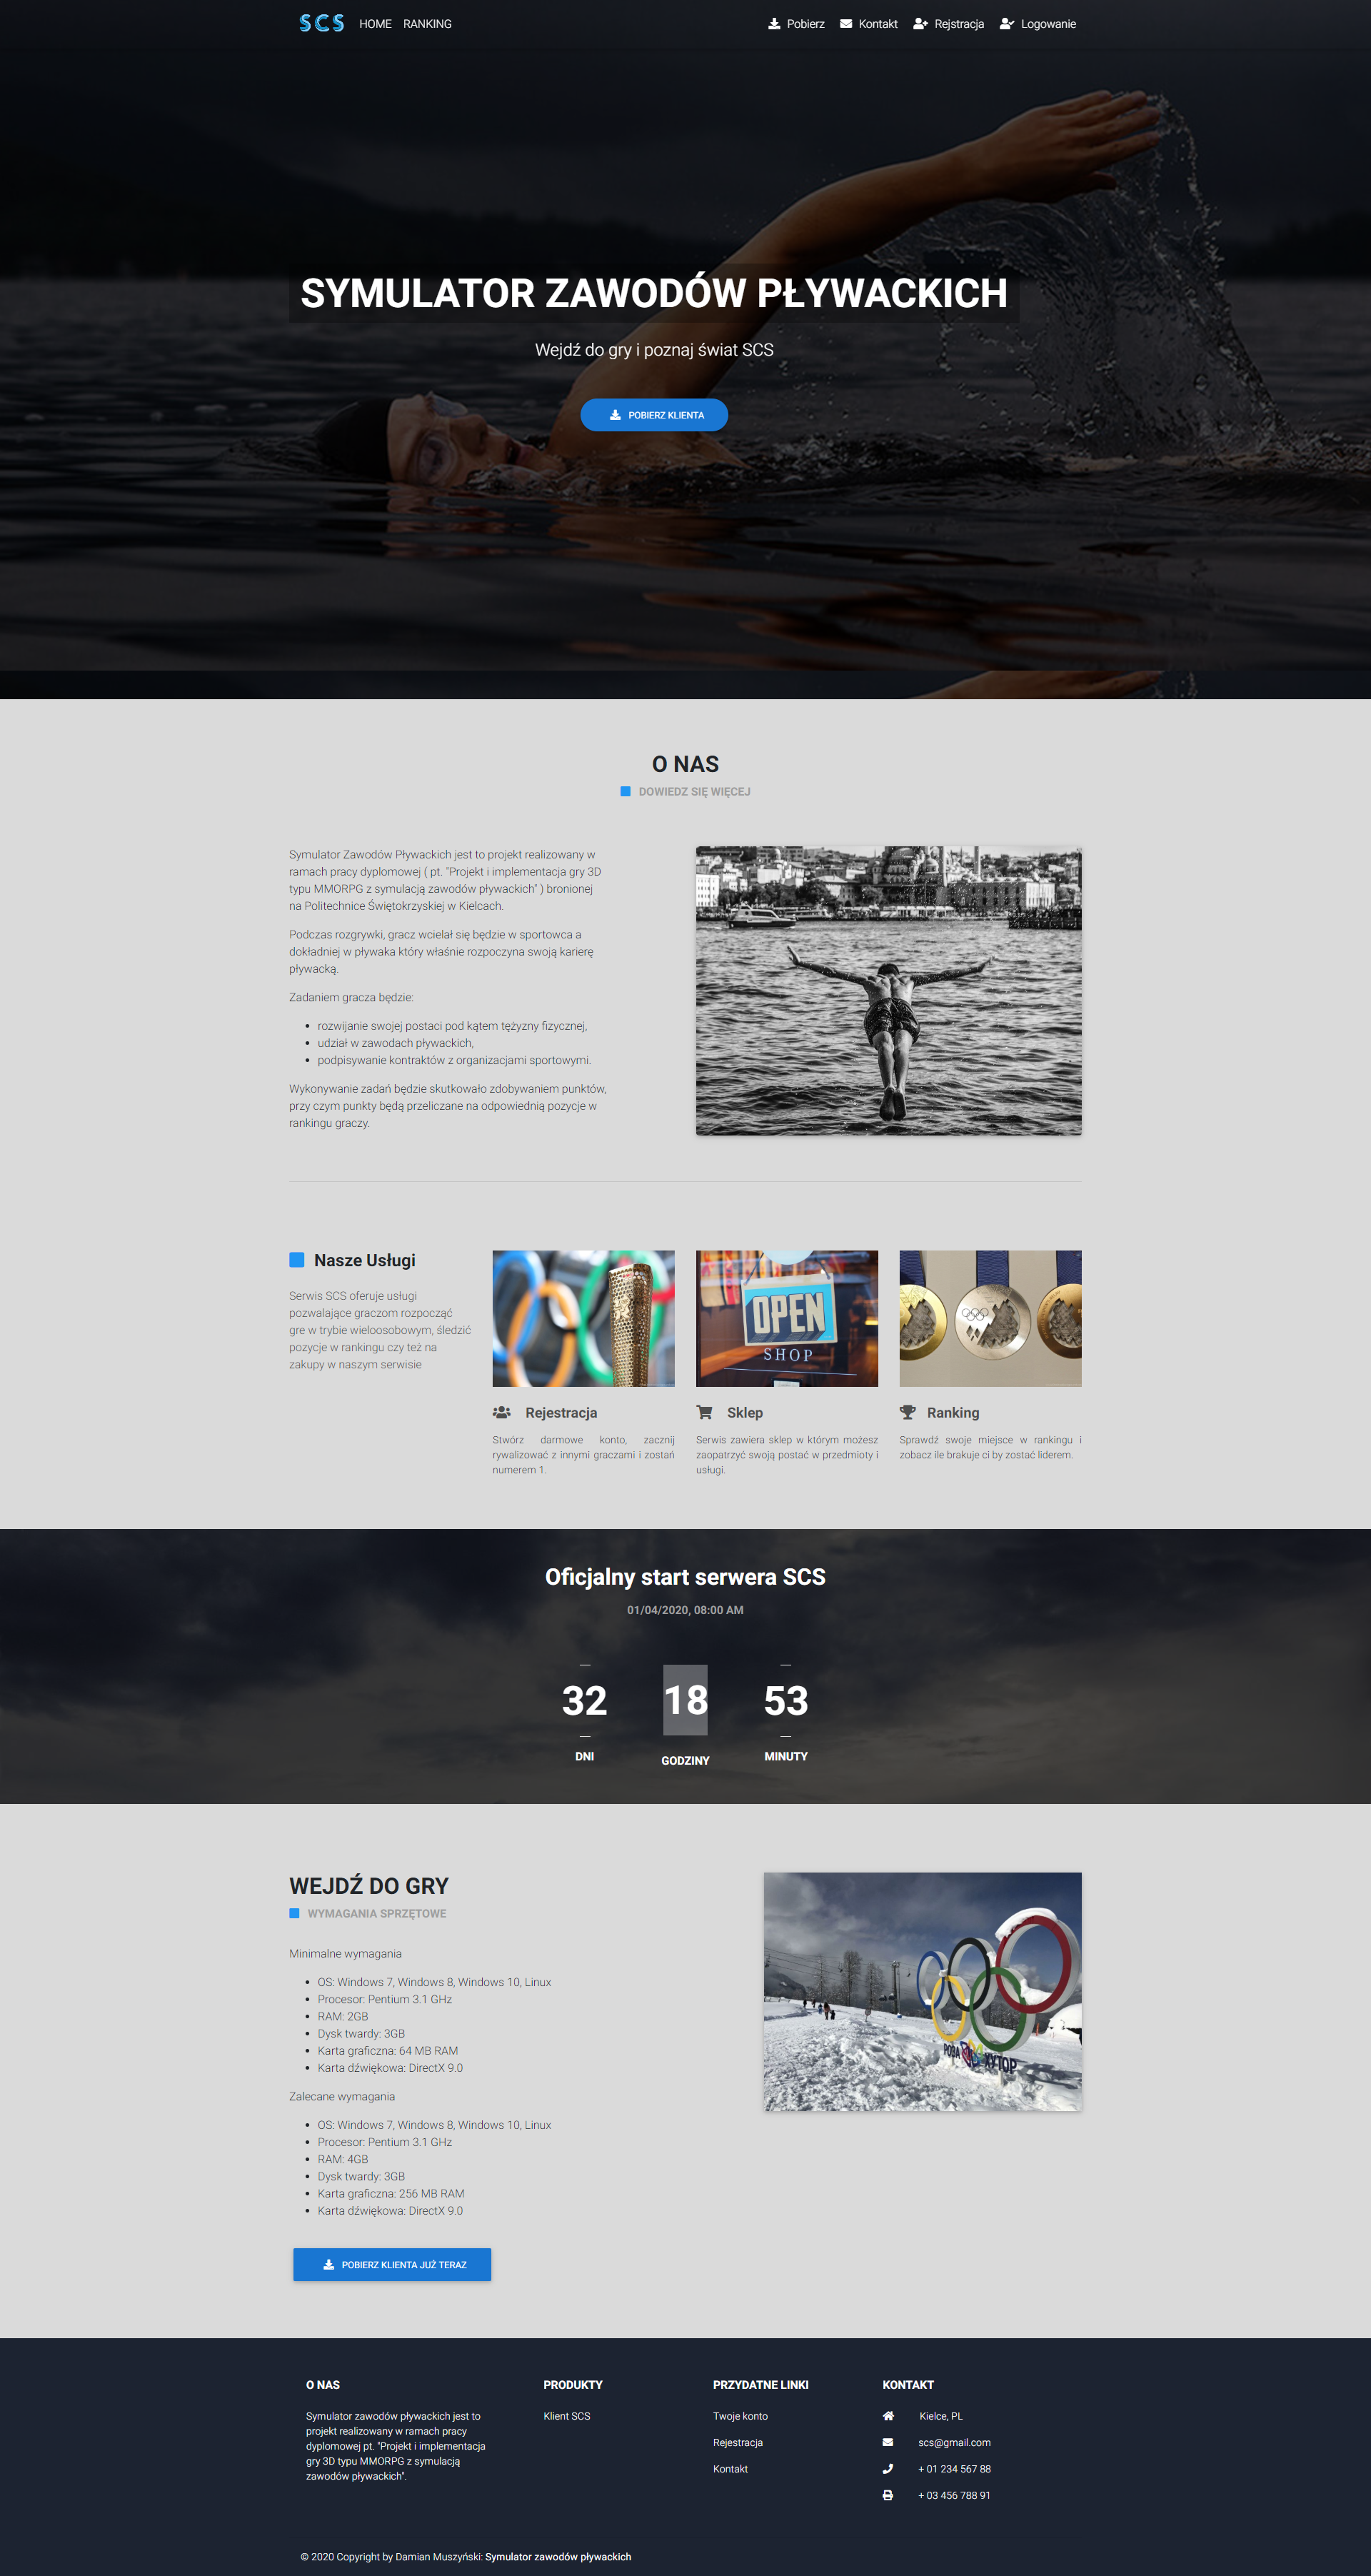 SCS HOME RANKING Pobierz Kontakt Rejstracja Logowanie
SYMULATOR ZAWODÓW PŁYWACKICH
Wejdź do gry i poznaj świat SCS
POBIERZ KLIENTA
O NAS
DOWIEDZ SIĘ WIĘCEJ
Symulator Zawodów Pływackich jest to projekt realizowany w
ramach pracy dyplomowej ( pt. "Projekt i implementacja gry 3D
typu MMORPG z symulacją zawodów pływackich" ) bronionej
na Politechnice Świętokrzyskiej w Kielcach.
Podczas rozgrywki, gracz wcielał się będzie w sportowca a
dokładniej w pływaka który właśnie rozpoczyna swoją karierę
pływacką.
Zadaniem gracza będzie:
rozwijanie swojej postaci pod kątem tężyzny fizycznej,
udział w zawodach pływackich,
podpisywanie kontraktów z organizacjami sportowymi.
Wykonywanie zadań będzie skutkowało zdobywaniem punktów,
przy czym punkty będą przeliczane na odpowiednią pozycje w
rankingu graczy.
Nasze Usługi
Serwis SCS oferuje usługi
pozwalające graczom rozpocząć
gre w trybie wieloosobowym, śledzić
pozycje w rankingu czy też na
zakupy w naszym serwisie
OPEN
SHOP
Rejestracja
Stwórz darmowe konto, zacznij
rywalizować z innymi graczami i zostań
numerem 1.
Sklep
Serwis zawiera sklep w którym możesz
zaopatrzyć swoją postać w przedmioty i
usługi.
Ranking
Sprawdź swoje miejsce w rankingu i
zobacz ile brakuje ci by zostać liderem.
Oficjalny start serwera SCS
01/04/2020, 08:00 AM
32 18 53
DNI GODZINY MINUTY
WEJDŹ DO GRY
WYMAGANIA SPRZĘTOWE
Minimalne wymagania
OS: Windows 7, Windows 8, Windows 10, Linux
Procesor: Pentium 3.1 GHz
RAM: 2GB
Dysk twardy: 3GB
Karta graficzna: 64 MB RAM
Karta dźwiękowa: DirectX 9.0
Zalecane wymagania
OS: Windows 7, Windows 8, Windows 10, Linux
Procesor: Pentium 3.1 GHz
RAM: 4GB
Dysk twardy: 3GB
Karta graficzna: 256 MB RAM
Karta dźwiękowa: DirectX 9.0
РОЗА ХУТОР
POBIERZ KLIENTA JUŻ TERAZ
O NAS
Symulator zawodów pływackich jest to
projekt realizowany w ramach pracy
dyplomowej pt. "Projekt i implementacja
gry 3D typu MMORPG z symulacją
zawodów pływackich".
PRODUKTY
Klient SCS
PRZYDATNE LINKI
Twoje konto
Rejestracja
Kontakt
KONTAKT
Kielce, PL
scs@gmail.com
+ 01 234 567 88
+ 03 456 788 91
© 2020 Copyright by Damian Muszyński: Symulator zawodów pływackich